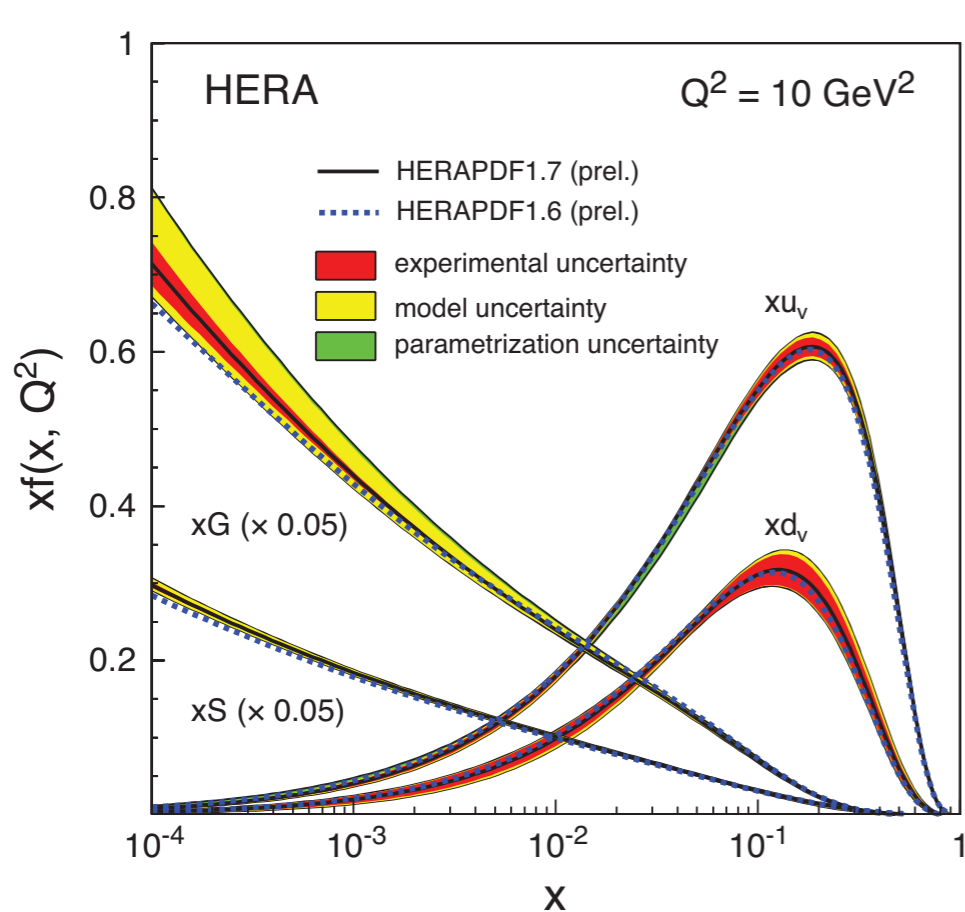 HERA
Q² = 10 GeV²
HERAPDF1.7 (prel.)
HERAPDF1.6 (prel.)
experimental uncertainty
model uncertainty
parametrization uncertainty
xu_v
xd_v
xG (× 0.05)
xS (× 0.05)
xf(x, Q²)
1
0.8
0.6
0.4
0.2
10⁻⁴
10⁻³
10⁻²
10⁻¹
1
x